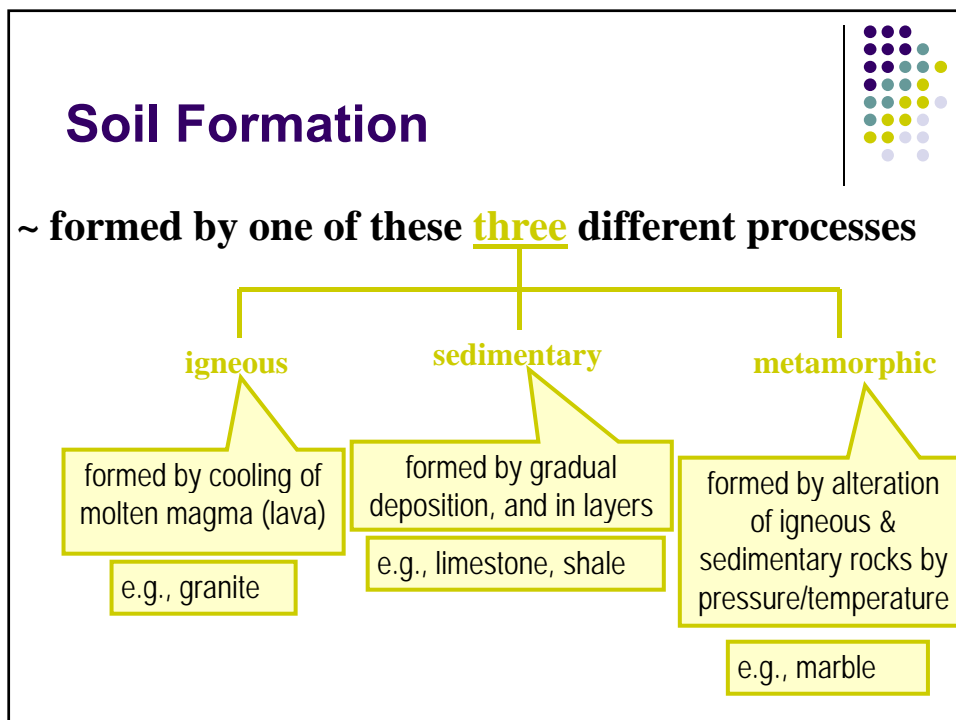 Soil Formation
~ formed by one of these three different processes
igneous
sedimentary
metamorphic
formed by cooling of
molten magma (lava)
e.g., granite
formed by gradual
deposition, and in layers
e.g., limestone, shale
formed by alteration
of igneous &
sedimentary rocks by
pressure/temperature
e.g., marble